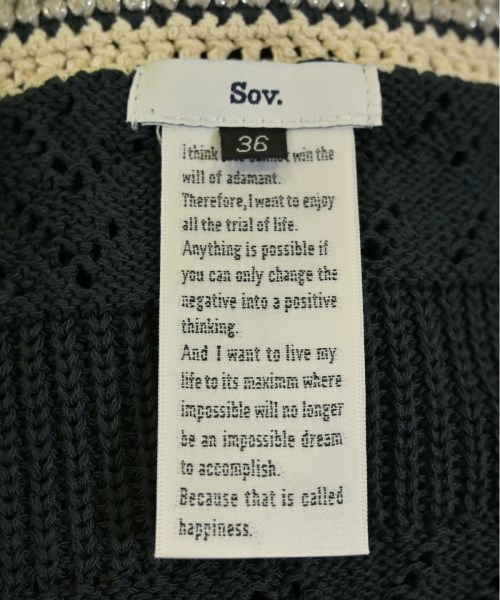 Sov.
36
I think cannot win the
will of adamant.
Therefore, I want to enjoy
all the trial of life.
Anything is possible if
you can only change the
negative into a positive
thinking.
And I want to live my
life to its maximm where
impossible will no longer
be an impossible dream
to accomplish.
Because that is called
happiness.